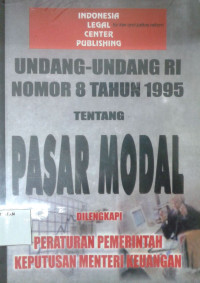 INDONESIA
LEGAL
CENTER
PUBLISHING
UNDANG-UNDANG RI
NOMOR 8 TAHUN 1995
TENTANG
PASAR MODAL
DILENGKAPI
PERATURAN PEMERINTAH
KEPUTUSAN MENTERI KEUANGAN